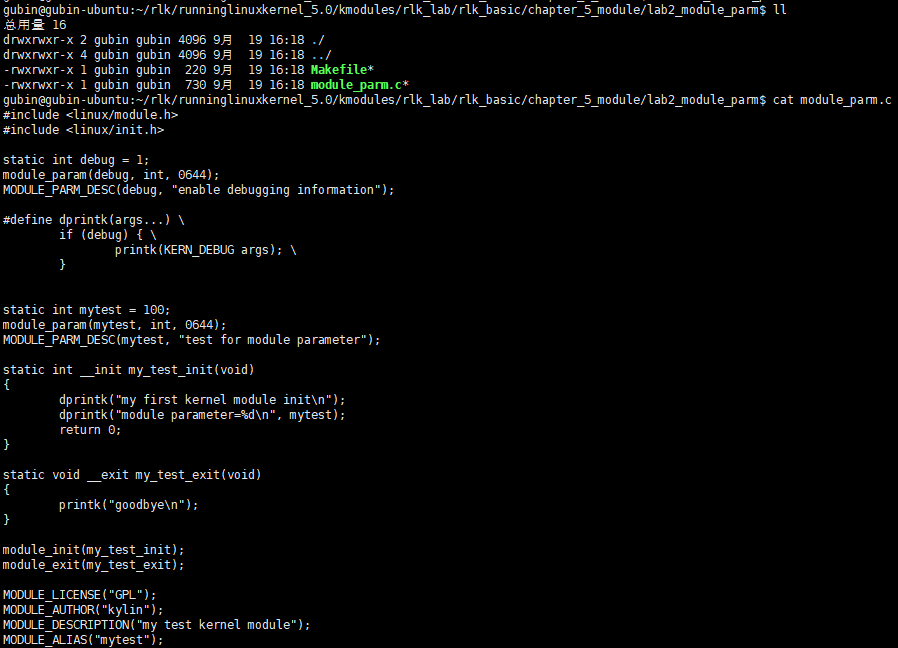 gubin@gubin-ubuntu:~/rlk/runninglinuxkernel_5.0/kmodules/rlk_lab/rlk_basic/chapter_5_module/lab2_module_parm$ ll
总用量 16
drwxrwxr-x 2 gubin gubin 4096 9月  19 16:18 ./
drwxrwxr-x 4 gubin gubin 4096 9月  19 16:18 ../
-rwxrwxr-x 1 gubin gubin  220 9月  19 16:18 Makefile*
-rwxrwxr-x 1 gubin gubin  730 9月  19 16:18 module_parm.c*
gubin@gubin-ubuntu:~/rlk/runninglinuxkernel_5.0/kmodules/rlk_lab/rlk_basic/chapter_5_module/lab2_module_parm$ cat module_parm.c
#include <linux/module.h>
#include <linux/init.h>

static int debug = 1;
module_param(debug, int, 0644);
MODULE_PARM_DESC(debug, "enable debugging information");

#define dprintk(args...) \
        if (debug) { \
                printk(KERN_DEBUG args); \
        }


static int mytest = 100;
module_param(mytest, int, 0644);
MODULE_PARM_DESC(mytest, "test for module parameter");

static int __init my_test_init(void)
{
        dprintk("my first kernel module init\n");
        dprintk("module parameter=%d\n", mytest);
        return 0;
}

static void __exit my_test_exit(void)
{
        printk("goodbye\n");
}

module_init(my_test_init);
module_exit(my_test_exit);

MODULE_LICENSE("GPL");
MODULE_AUTHOR("kylin");
MODULE_DESCRIPTION("my test kernel module");
MODULE_ALIAS("mytest");